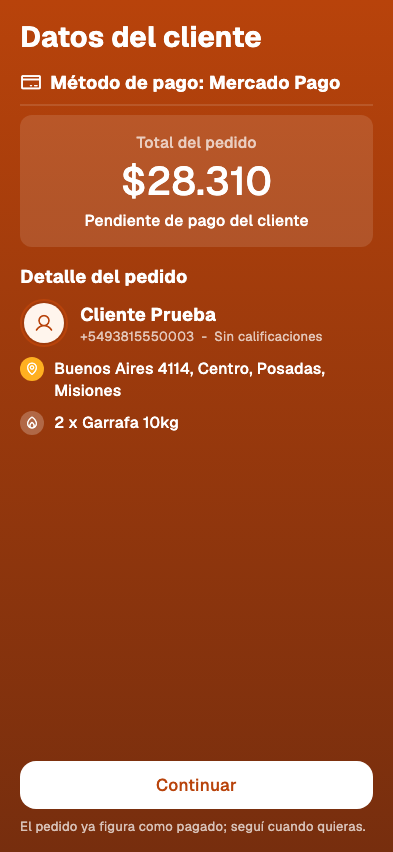 Datos del cliente
Método de pago: Mercado Pago
Total del pedido
$28.310
Pendiente de pago del cliente
Detalle del pedido
Cliente Prueba
+5493815550003 - Sin calificaciones
Buenos Aires 4114, Centro, Posadas,
Misiones
2 x Garrafa 10kg
Continuar
El pedido ya figura como pagado; seguí cuando quieras.